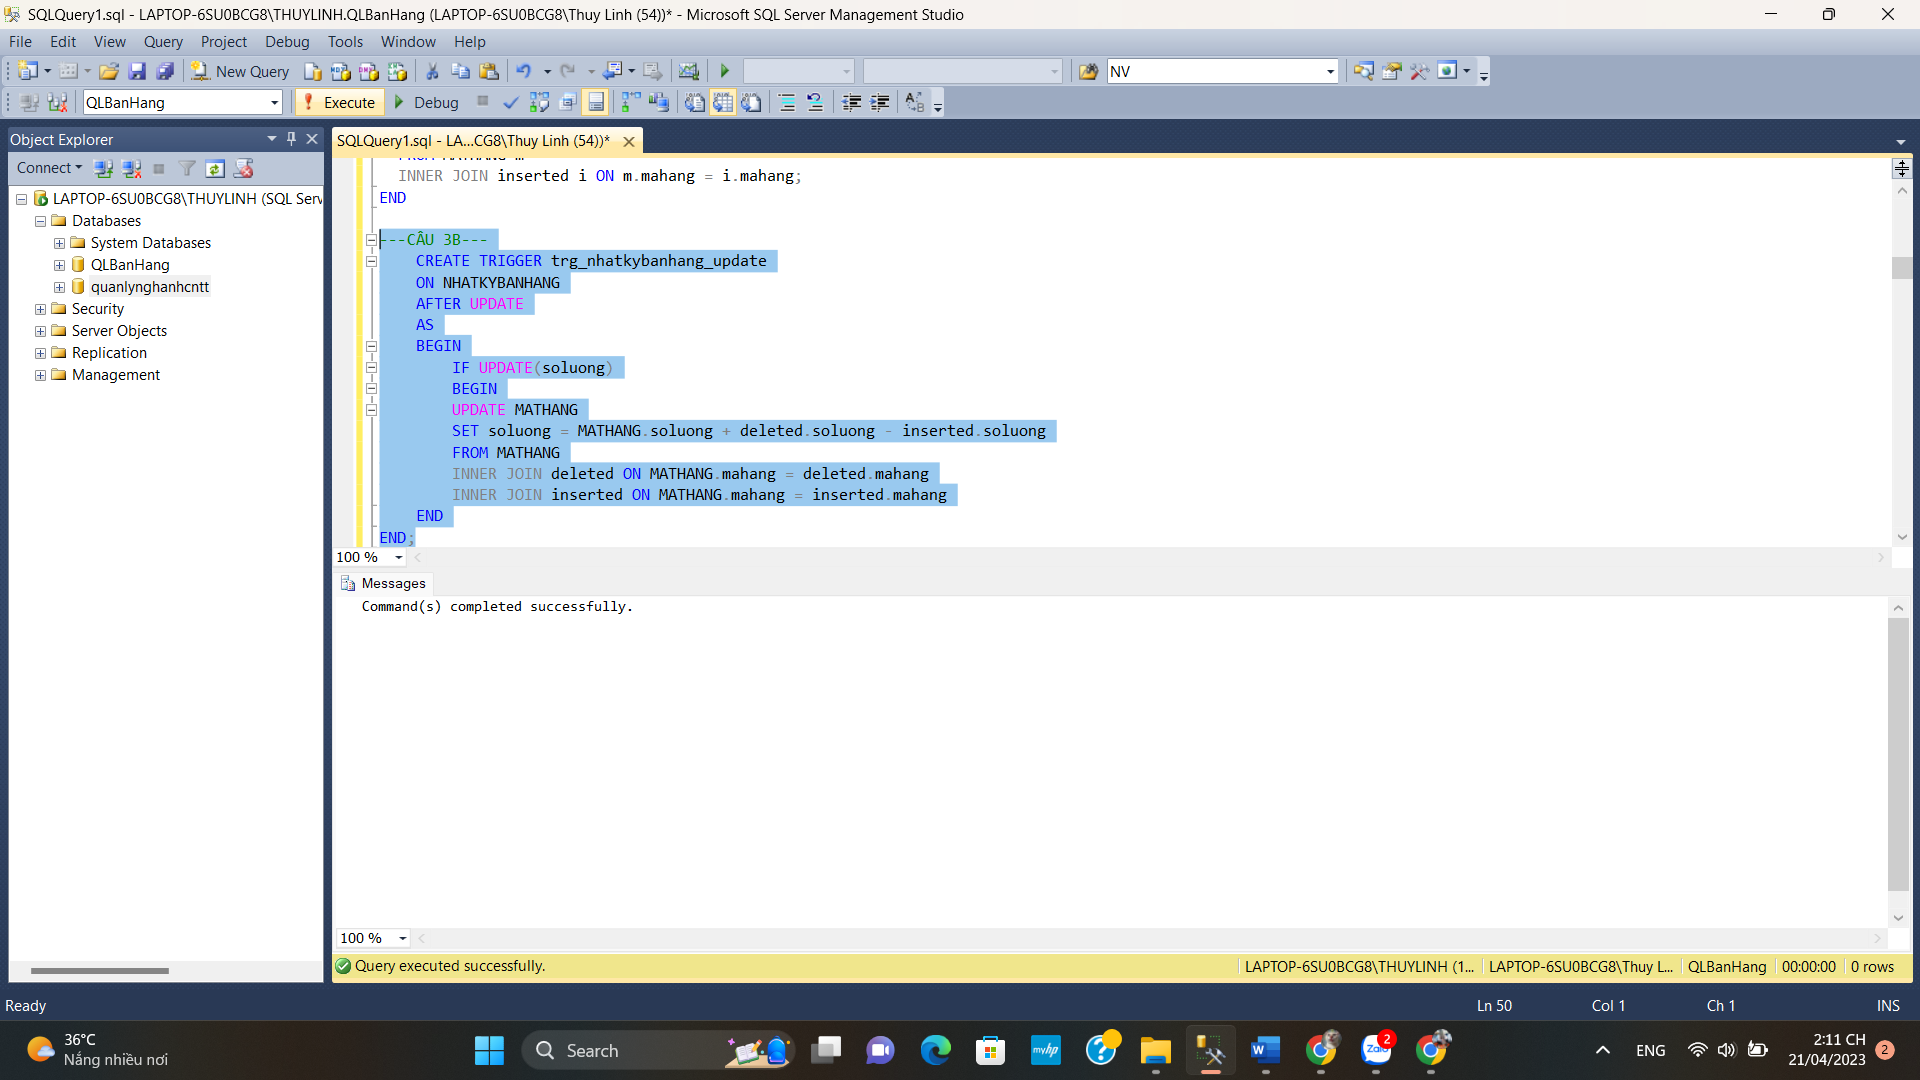 SQLQuery1.sql - LAPTOP-6SU0BCG8\THUYLINH.QLBanHang (LAPTOP-6SU0BCG8\Thuy Linh (54))* - Microsoft SQL Server Management Studio
File Edit View Query Project Debug Tools Window Help
New Query NV
QLBanHang Execute Debug
Object Explorer
Connect
LAPTOP-6SU0BCG8\THUYLINH (SQL Serv
Databases
System Databases
QLBanHang
quanlynghanhcntt
Security
Server Objects
Replication
Management
SQLQuery1.sql - LA...CG8\Thuy Linh (54))*
FROM MATHANG m
INNER JOIN inserted i ON m.mahang = i.mahang;
END
---CÂU 3B---
CREATE TRIGGER trg_nhatkybanhang_update
ON NHATKYBANHANG
AFTER UPDATE
AS
BEGIN
IF UPDATE(soluong)
BEGIN
UPDATE MATHANG
SET soluong = MATHANG.soluong + deleted.soluong - inserted.soluong
FROM MATHANG
INNER JOIN deleted ON MATHANG.mahang = deleted.mahang
INNER JOIN inserted ON MATHANG.mahang = inserted.mahang
END
END;
100 %
Messages
Command(s) completed successfully.
100 %
Query executed successfully. LAPTOP-6SU0BCG8\THUYLINH (1... LAPTOP-6SU0BCG8\Thuy L... QLBanHang 00:00:00 0 rows
Ready Ln 50 Col 1 Ch 1 INS
36°C
Nắng nhiều nơi
Search
myhp
Zalo
2
ENG
2:11 CH
21/04/2023
2